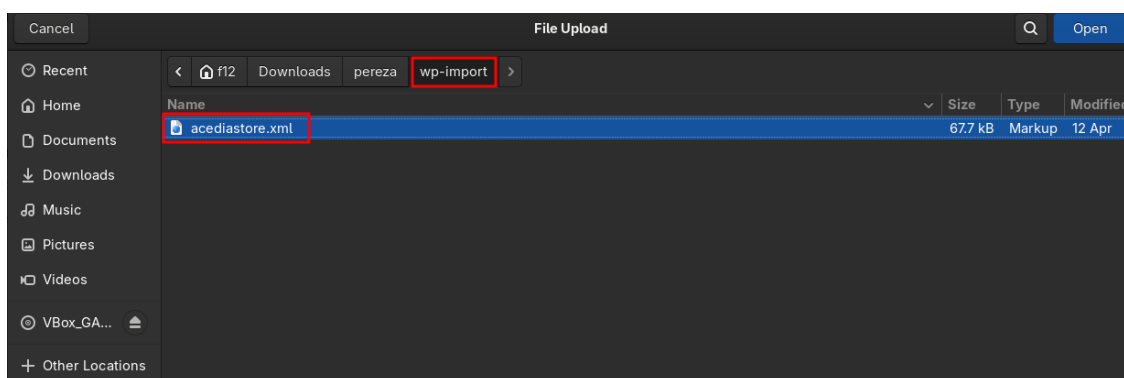 Cancel File Upload Open
Recent
f12 Downloads pereza wp-import
Home
Name Size Type Modified
acediastore.xml 67.7 kB Markup 12 Apr
Documents
Downloads
Music
Pictures
Videos
VBox_GA...
Other Locations